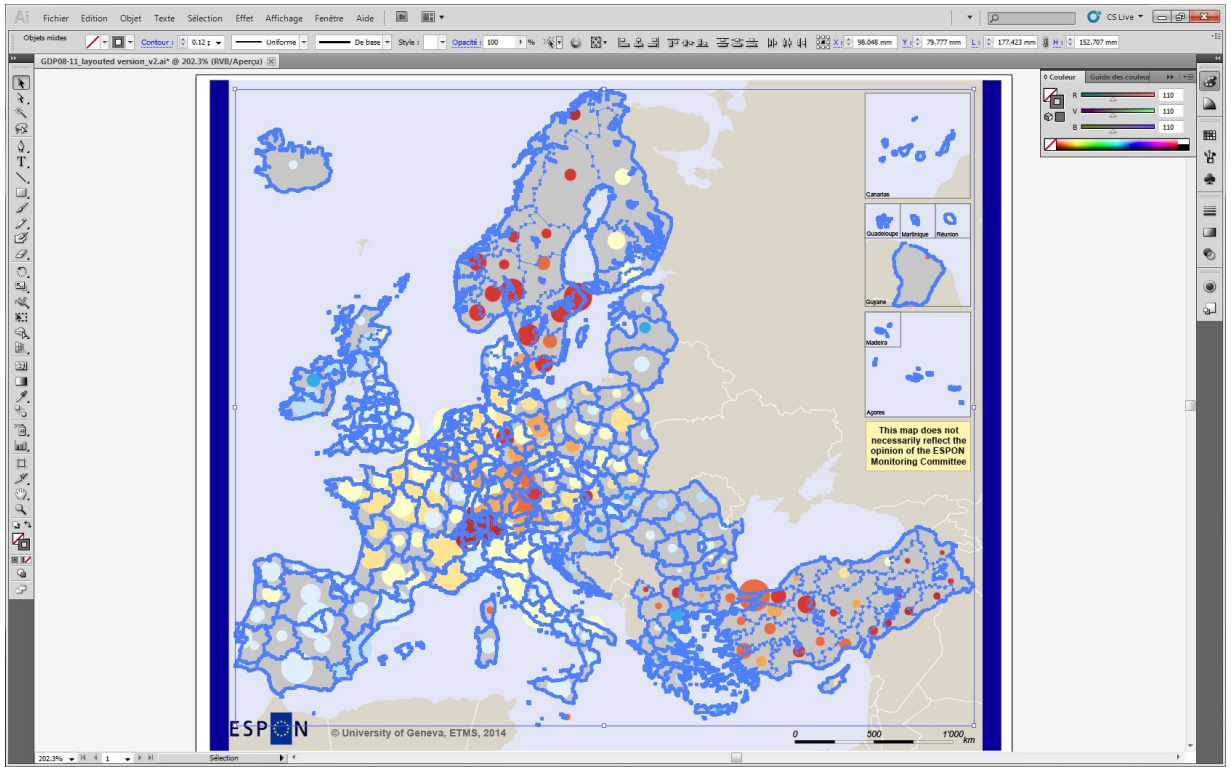 Ai Fichier Edition Objet Texte Sélection Effet Affichage Fenêtre Aide Br CS Live
Objets mixtes Contour : 0.12 p Uniforme De base Style : Opacité : 100 % X : 98.048 mm Y : 79.777 mm L : 177.423 mm H : 152.707 mm
GDP08-11_layouted version_v2.ai* @ 202.3% (RVB/Aperçu)
Couleur Guide des couleur
R 110
V 110
B 110
Canarias
Guadeloupe Martinique Réunion
Guyane
Madeira
Açores
This map does not
necessarily reflect the
opinion of the ESPON
Monitoring Committee
ESPON © University of Geneva, ETMS, 2014
0 500 1'000
km
202.3% 1 Sélection